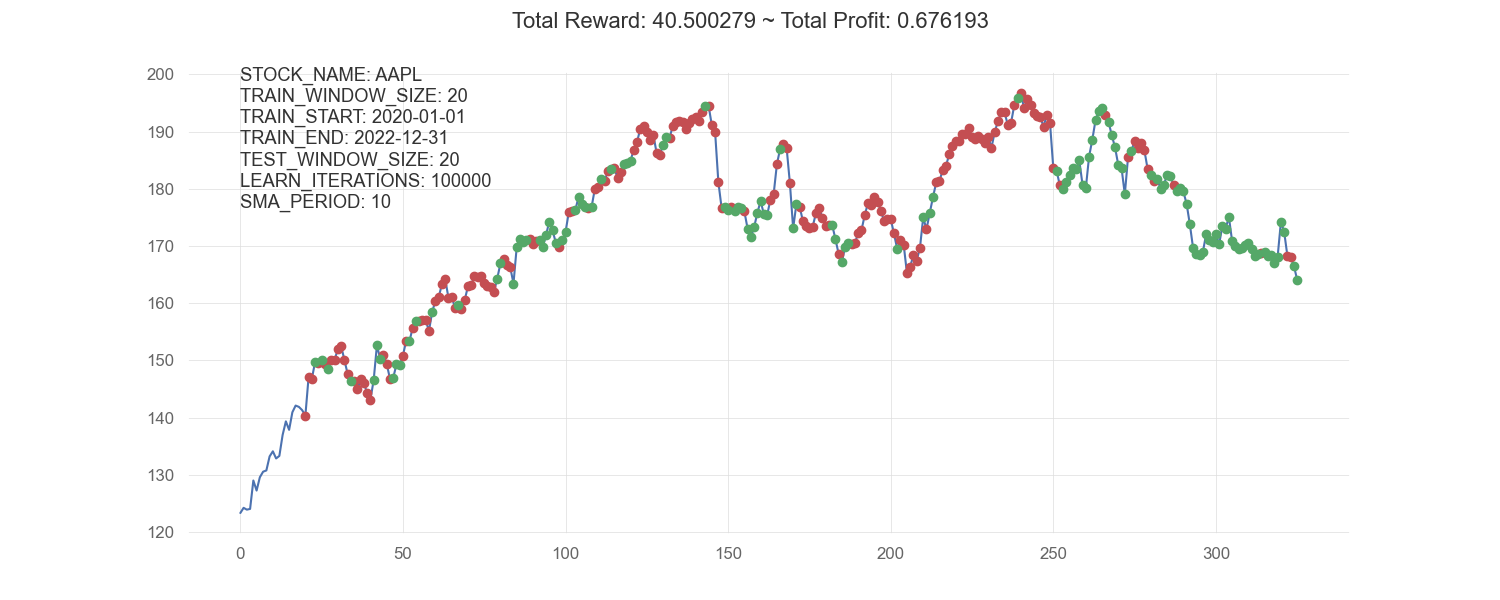 Total Reward: 40.500279 ~ Total Profit: 0.676193
STOCK_NAME: AAPL
TRAIN_WINDOW_SIZE: 20
TRAIN_START: 2020-01-01
TRAIN_END: 2022-12-31
TEST_WINDOW_SIZE: 20
LEARN_ITERATIONS: 100000
SMA_PERIOD: 10
200
190
180
170
160
150
140
130
120
0 50 100 150 200 250 300